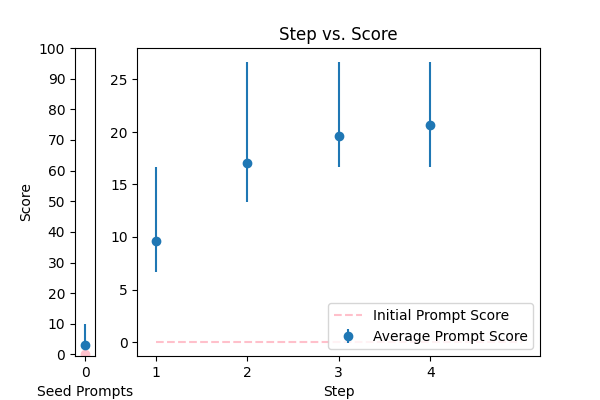 Step vs. Score
Score
100
90
80
70
60
50
40
30
20
10
0
0
Seed Prompts
25
20
15
10
5
0
1 2 3 4
Step
Initial Prompt Score
Average Prompt Score